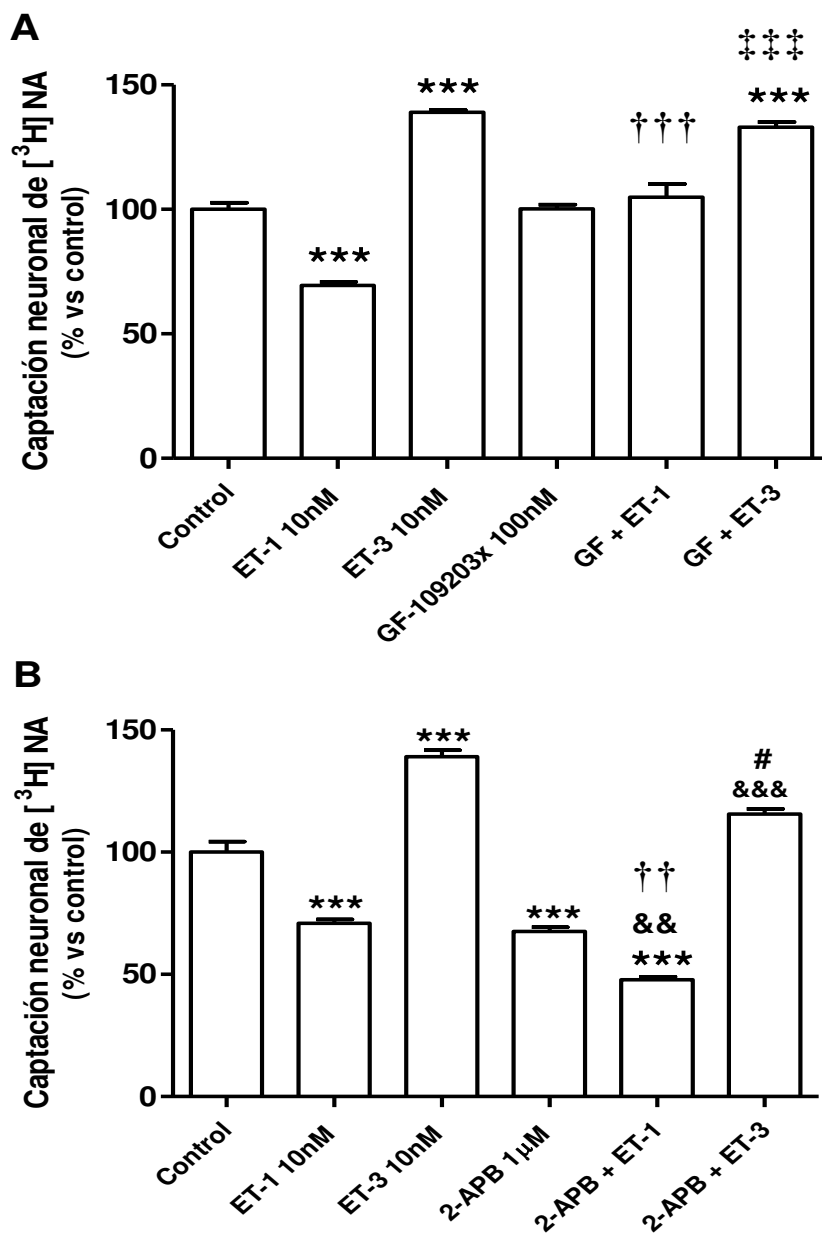 A
Captación neuronal de [³H] NA
(% vs control)
150
100
50
0
***
***
†††
‡‡‡
***
Control
ET-1 10nM
ET-3 10nM
GF-109203x 100nM
GF + ET-1
GF + ET-3
B
Captación neuronal de [³H] NA
(% vs control)
150
100
50
0
***
***
***
††
&&
***
#
&&&
Control
ET-1 10nM
ET-3 10nM
2-APB 1µM
2-APB + ET-1
2-APB + ET-3